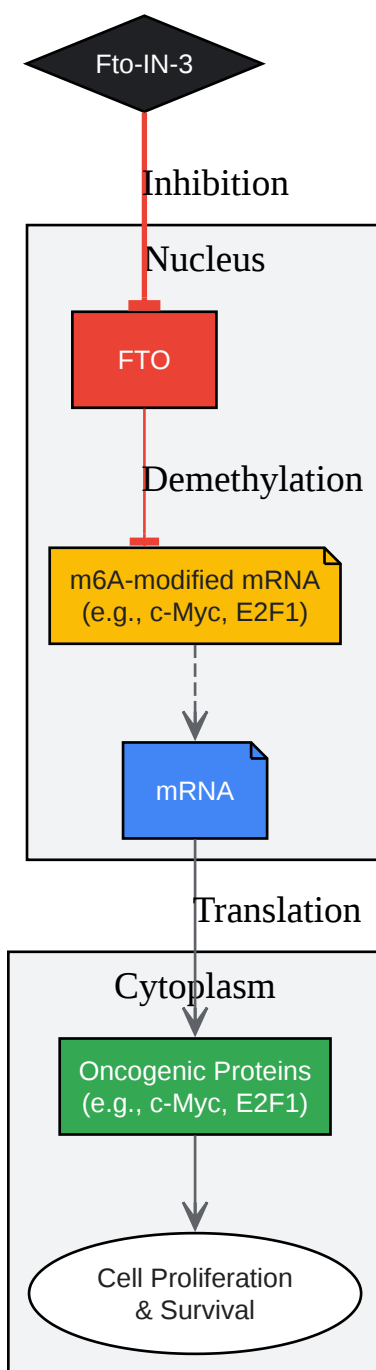 Fto-IN-3
Inhibition
Nucleus
FTO
Demethylation
m6A-modified mRNA
(e.g., c-Myc, E2F1)
mRNA
Translation
Cytoplasm
Oncogenic Proteins
(e.g., c-Myc, E2F1)
Cell Proliferation
& Survival